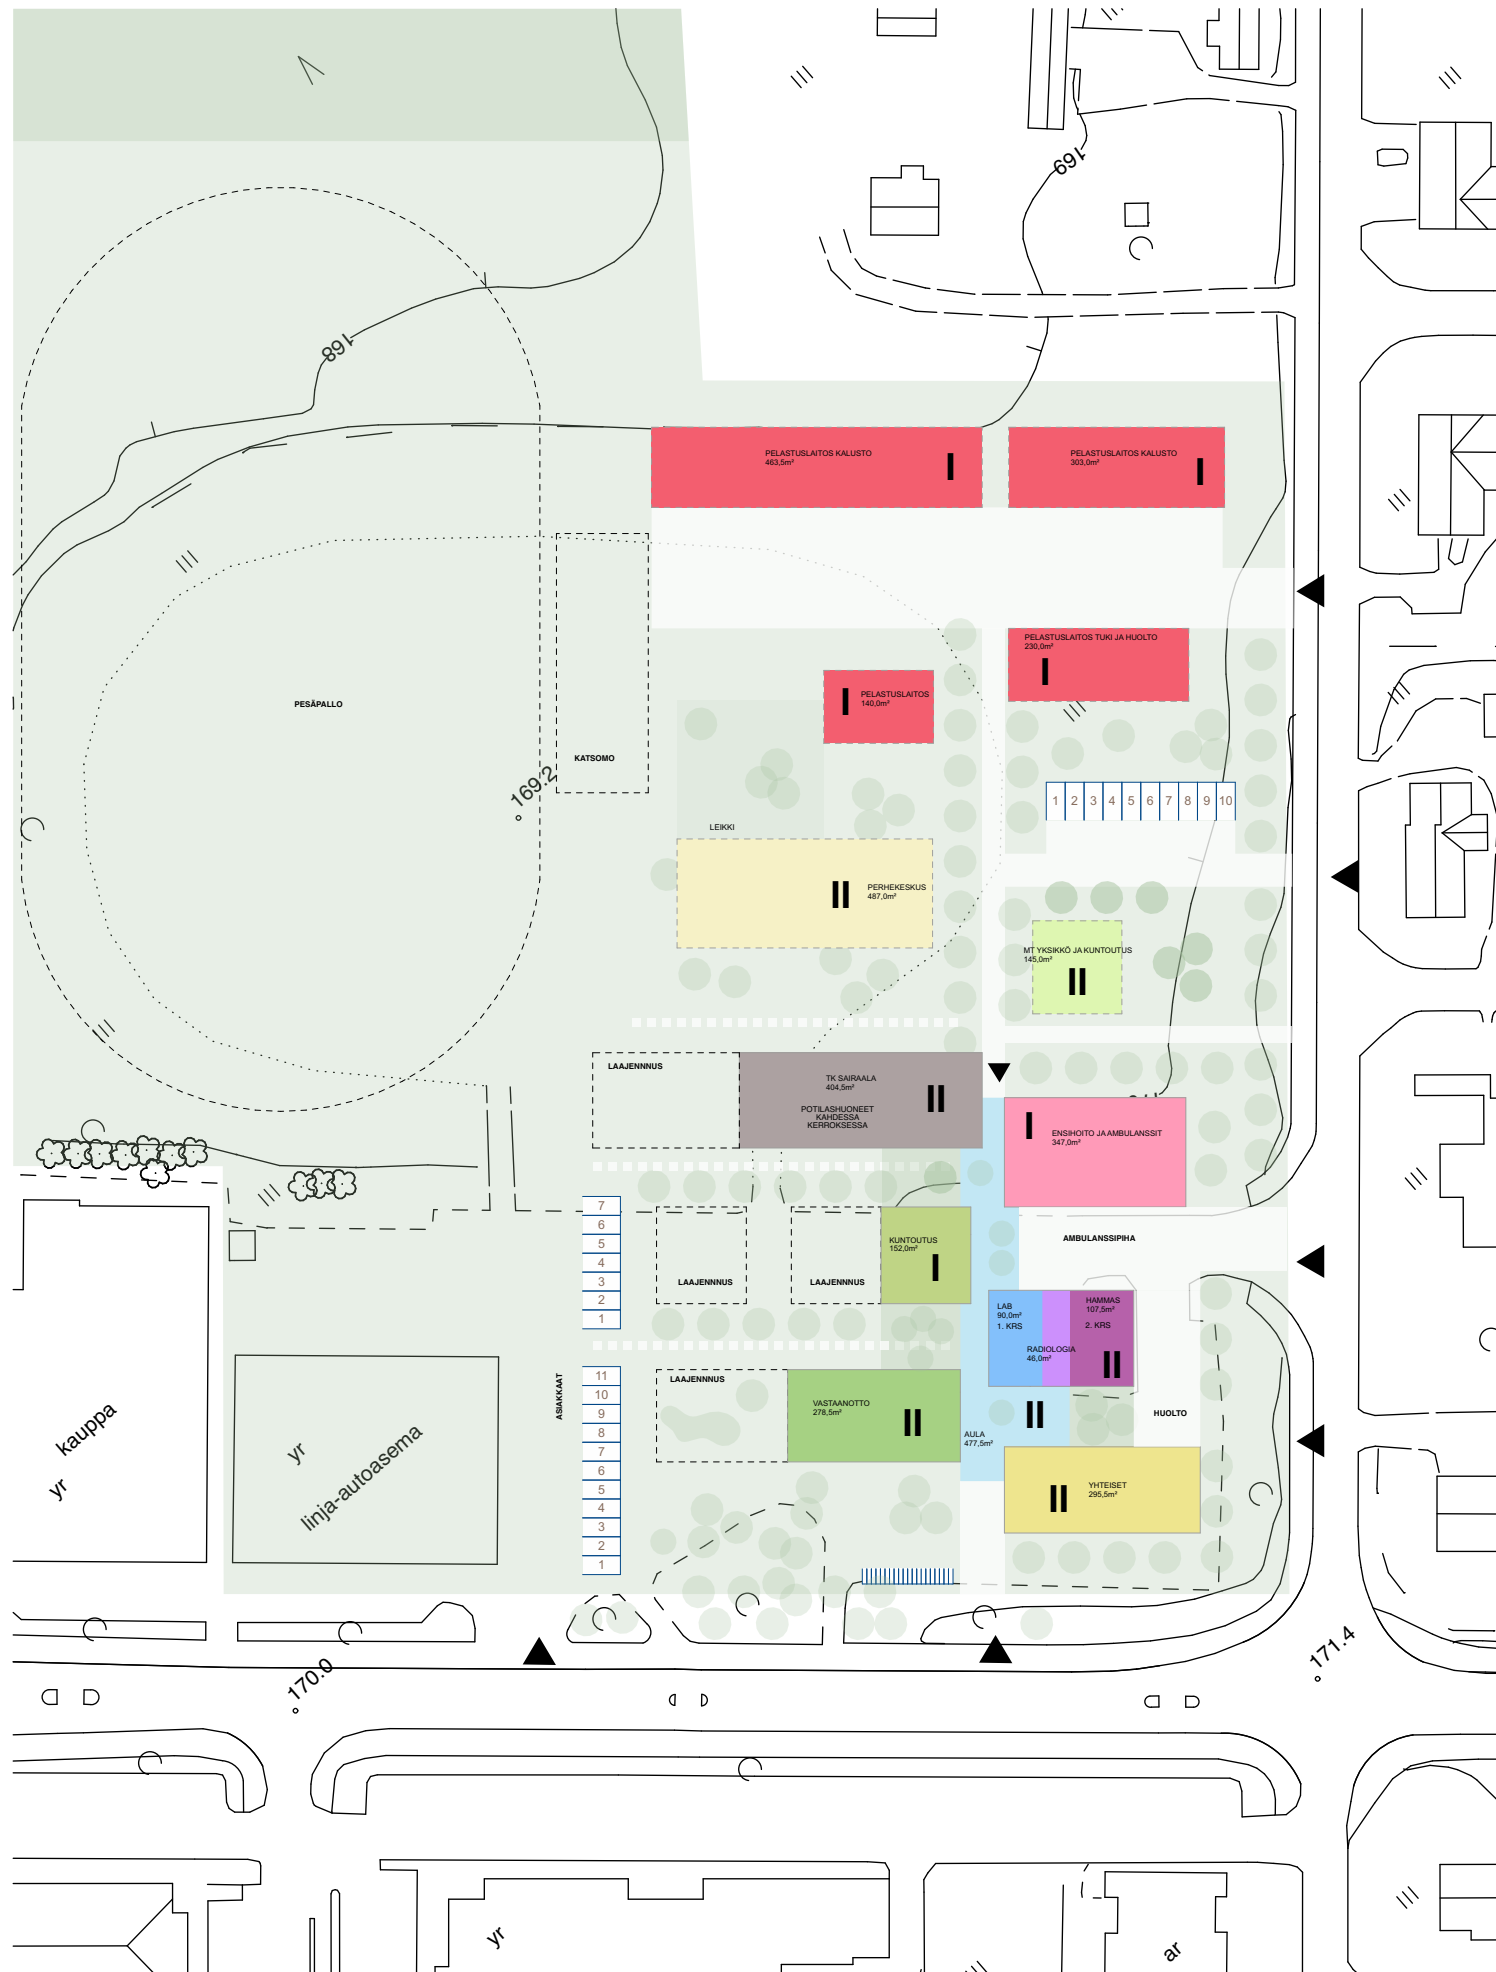 169
168
PELASTUSLAITOS KALUSTO
463,5m²
I
PELASTUSLAITOS KALUSTO
303,0m²
I
PELASTUSLAITOS TUKI JA HUOLTO
230,0m²
I
I
PELASTUSLAITOS
140,0m²
PESÄPALLO
KATSOMO
169.2
1 2 3 4 5 6 7 8 9 10
LEIKKI
II
PERHEKESKUS
487,0m²
MT YKSIKKÖ JA KUNTOUTUS
145,0m²
II
LAAJENNNUS
TK SAIRAALA
404,5m²
II
POTILASHUONEET
KAHDESSA
KERROKSESSA
I
ENSIHOITO JA AMBULANSSIT
347,0m²
7
6
5
4
3
2
1
LAAJENNNUS
LAAJENNNUS
KUNTOUTUS
152,0m²
I
AMBULANSSIPIHA
LAB
90,0m²
1. KRS
HAMMAS
107,5m²
2. KRS
RADIOLOGIA
46,0m²
II
ASIAKKAAT
11
10
9
8
7
6
5
4
3
2
1
LAAJENNNUS
VASTAANOTTO
278,5m²
II
AULA
477,5m²
II
HUOLTO
II
YHTEISET
295,5m²
kauppa
yr
yr
linja-autoasema
170.0
171.4
yr
ar